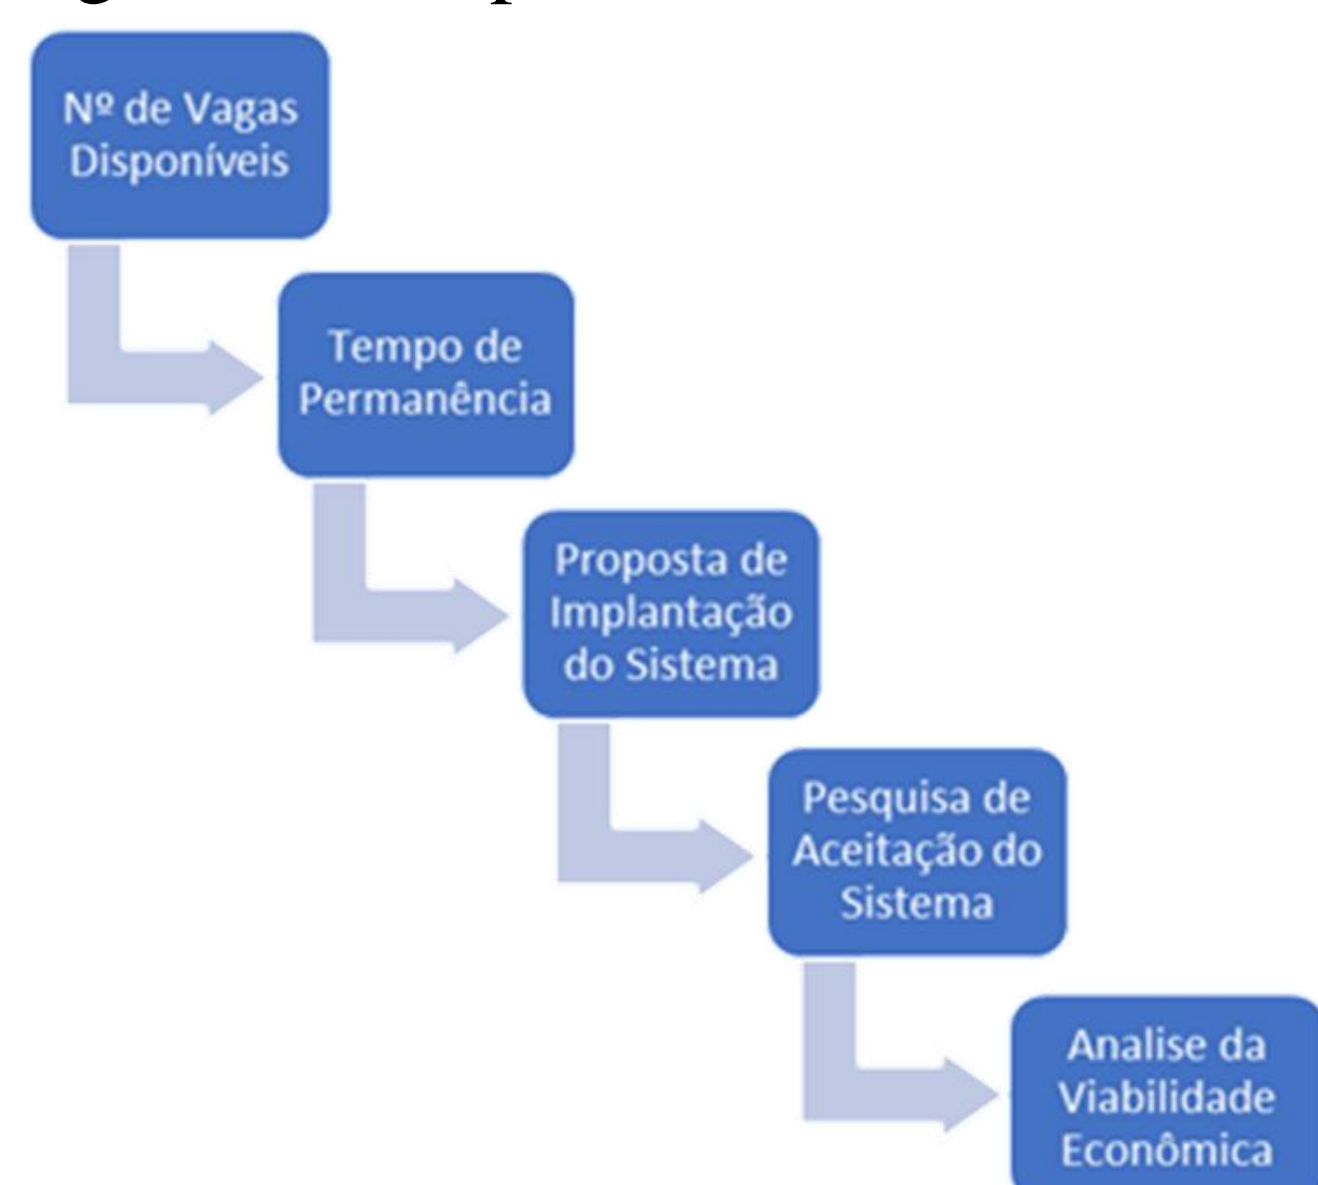 Nº de Vagas
Disponíveis
Tempo de
Permanência
Proposta de
Implantação
do Sistema
Pesquisa de
Aceitação do
Sistema
Analise da
Viabilidade
Econômica